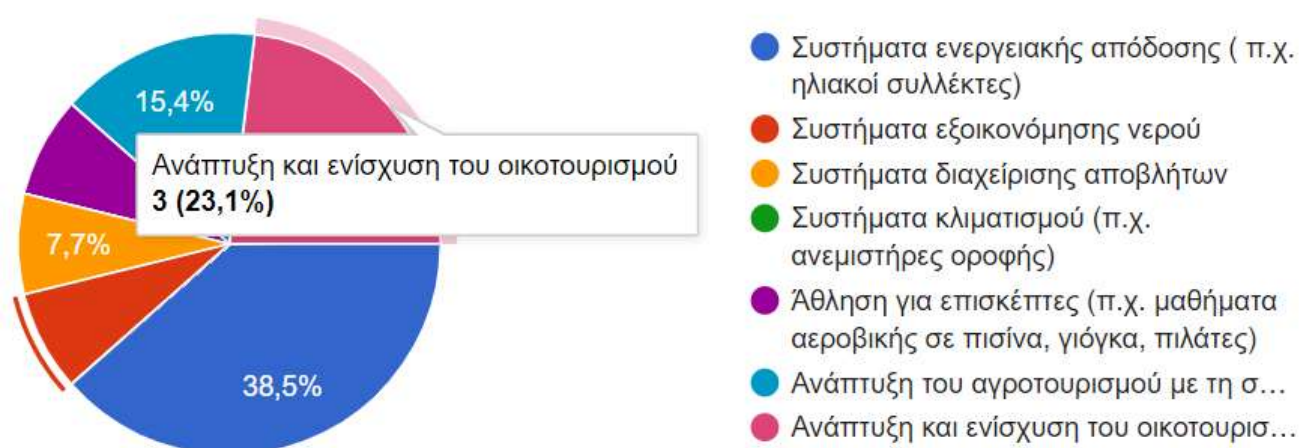 Συστήματα ενεργειακής απόδοσης ( π.χ.
ηλιακοί συλλέκτες)
Συστήματα εξοικονόμησης νερού
Συστήματα διαχείρισης αποβλήτων
Συστήματα κλιματισμού (π.χ.
ανεμιστήρες οροφής)
Άθληση για επισκέπτες (π.χ. μαθήματα
αεροβικής σε πισίνα, γιόγκα, πιλάτες)
Ανάπτυξη του αγροτουρισμού με τη σ…
Ανάπτυξη και ενίσχυση του οικοτουρισ…
15,4%
Ανάπτυξη και ενίσχυση του οικοτουρισμού
3 (23,1%)
7,7%
38,5%